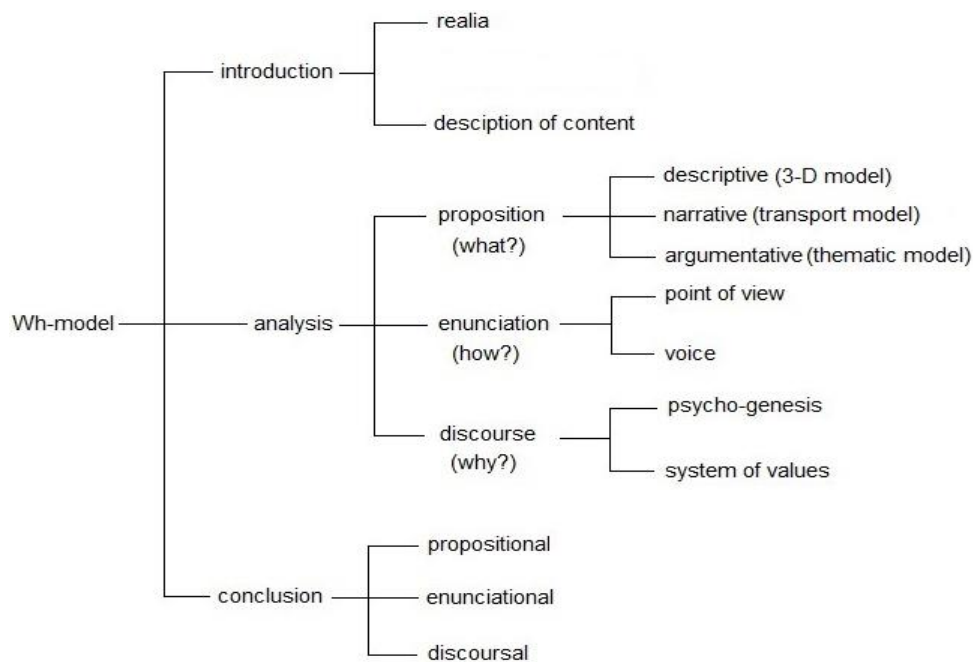 realia
introduction
desciption of content
descriptive (3-D model)
proposition
(what?)
narrative (transport model)
argumentative (thematic model)
Wh-model
analysis
enunciation
(how?)
point of view
voice
discourse
(why?)
psycho-genesis
system of values
conclusion
propositional
enunciational
discoursal